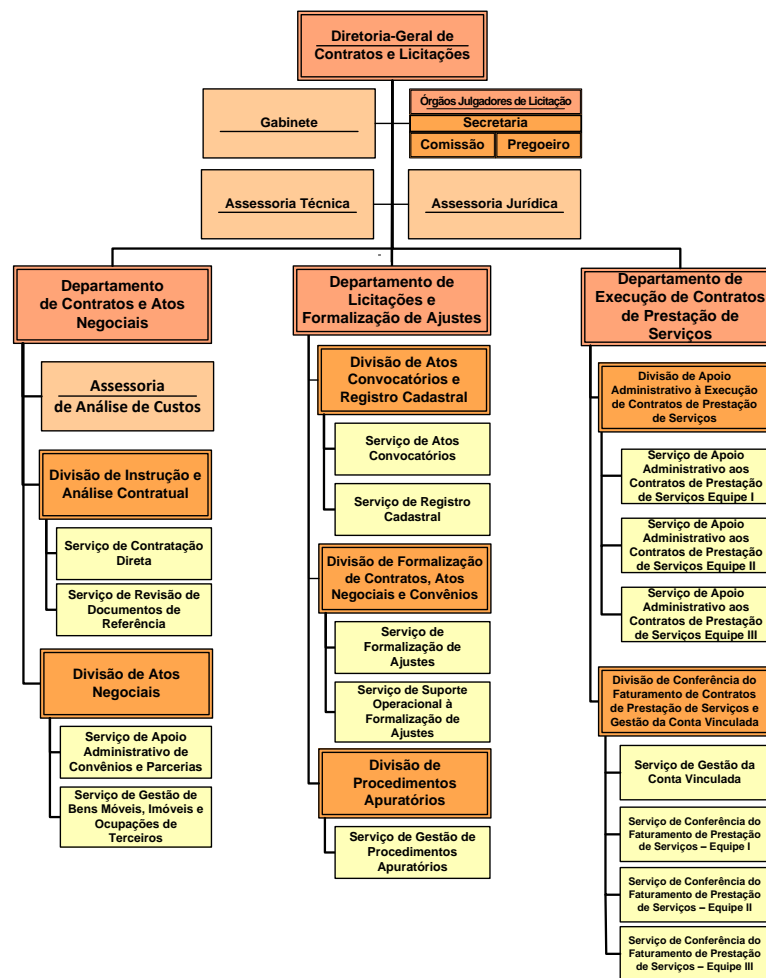 Diretoria-Geral de
Contratos e Licitações
Gabinete
Órgãos Julgadores de Licitação
Secretaria
Comissão
Pregoeiro
Assessoria Técnica
Assessoria Jurídica
Departamento
de Contratos e Atos
Negociais
Assessoria
de Análise de Custos
Divisão de Instrução e
Análise Contratual
Serviço de Contratação
Direta
Serviço de Revisão de
Documentos de
Referência
Divisão de Atos
Negociais
Serviço de Apoio
Administrativo de
Convênios e Parcerias
Serviço de Gestão de
Bens Móveis, Imóveis e
Ocupações de
Terceiros
Departamento de
Licitações e
Formalização de Ajustes
Divisão de Atos
Convocatórios e
Registro Cadastral
Serviço de Atos
Convocatórios
Serviço de Registro
Cadastral
Divisão de Formalização
de Contratos, Atos
Negociais e Convênios
Serviço de
Formalização de
Ajustes
Serviço de Suporte
Operacional à
Formalização de
Ajustes
Divisão de
Procedimentos
Apuratórios
Serviço de Gestão de
Procedimentos
Apuratórios
Departamento de
Execução de Contratos
de Prestação de
Serviços
Divisão de Apoio
Administrativo à Execução
de Contratos de Prestação
de Serviços
Serviço de Apoio
Administrativo aos
Contratos de Prestação
de Serviços Equipe I
Serviço de Apoio
Administrativo aos
Contratos de Prestação
de Serviços Equipe II
Serviço de Apoio
Administrativo aos
Contratos de Prestação
de Serviços Equipe III
Divisão de Conferência do
Faturamento de Contratos
de Prestação de Serviços e
Gestão da Conta Vinculada
Serviço de Gestão da
Conta Vinculada
Serviço de Conferência do
Faturamento de Prestação
de Serviços – Equipe I
Serviço de Conferência do
Faturamento de Prestação
de Serviços – Equipe II
Serviço de Conferência do
Faturamento de Prestação
de Serviços – Equipe III